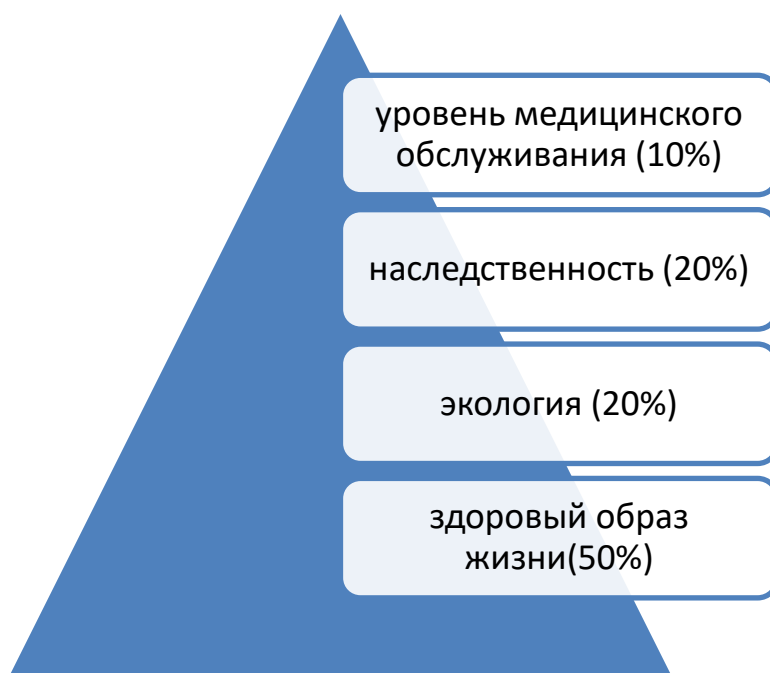 уровень медицинского
обслуживания (10%)
наследственность (20%)
экология (20%)
здоровый образ
жизни(50%)